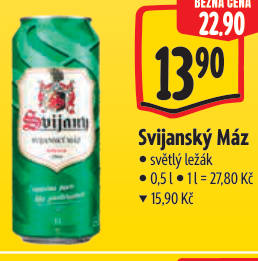 BĚŽNÁ CENA
22.90
13 90
Svijany
SVIJANSKÝ MÁZ
Svijanský Máz
• světlý ležák
• 0,5 l • 1 l = 27,80 Kč
▼ 15,90 Kč